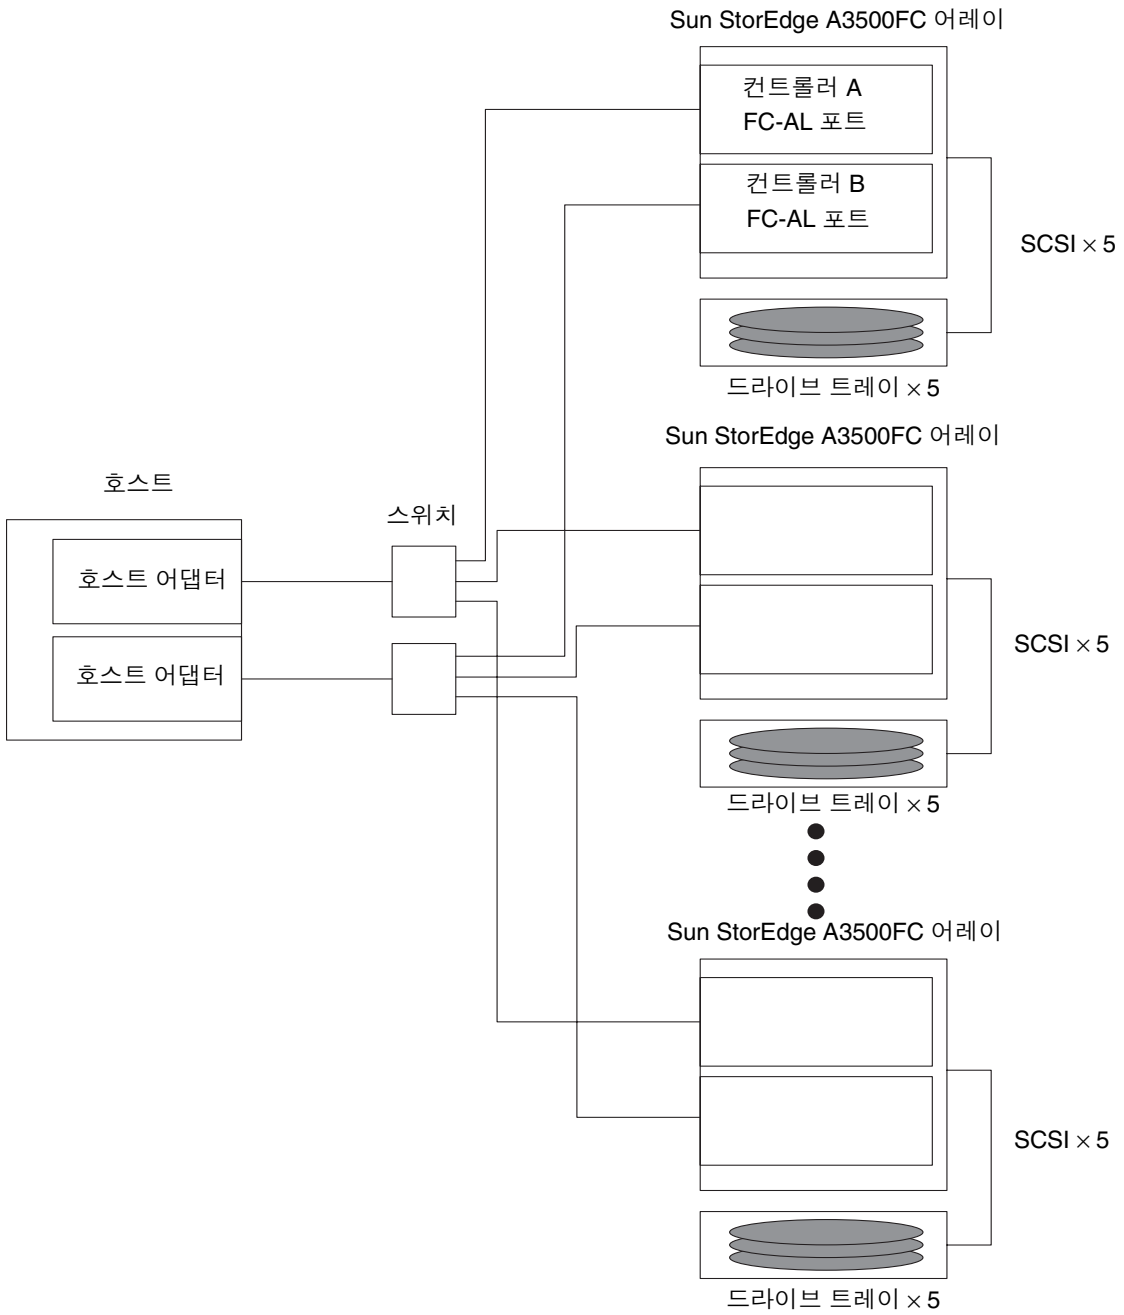 Sun StorEdge A3500FC 어레이
컨트롤러 A
FC-AL 포트
컨트롤러 B
FC-AL 포트
SCSI × 5
드라이브 트레이 × 5
Sun StorEdge A3500FC 어레이
호스트
스위치
호스트 어댑터
호스트 어댑터
SCSI × 5
드라이브 트레이 × 5
Sun StorEdge A3500FC 어레이
SCSI × 5
드라이브 트레이 × 5